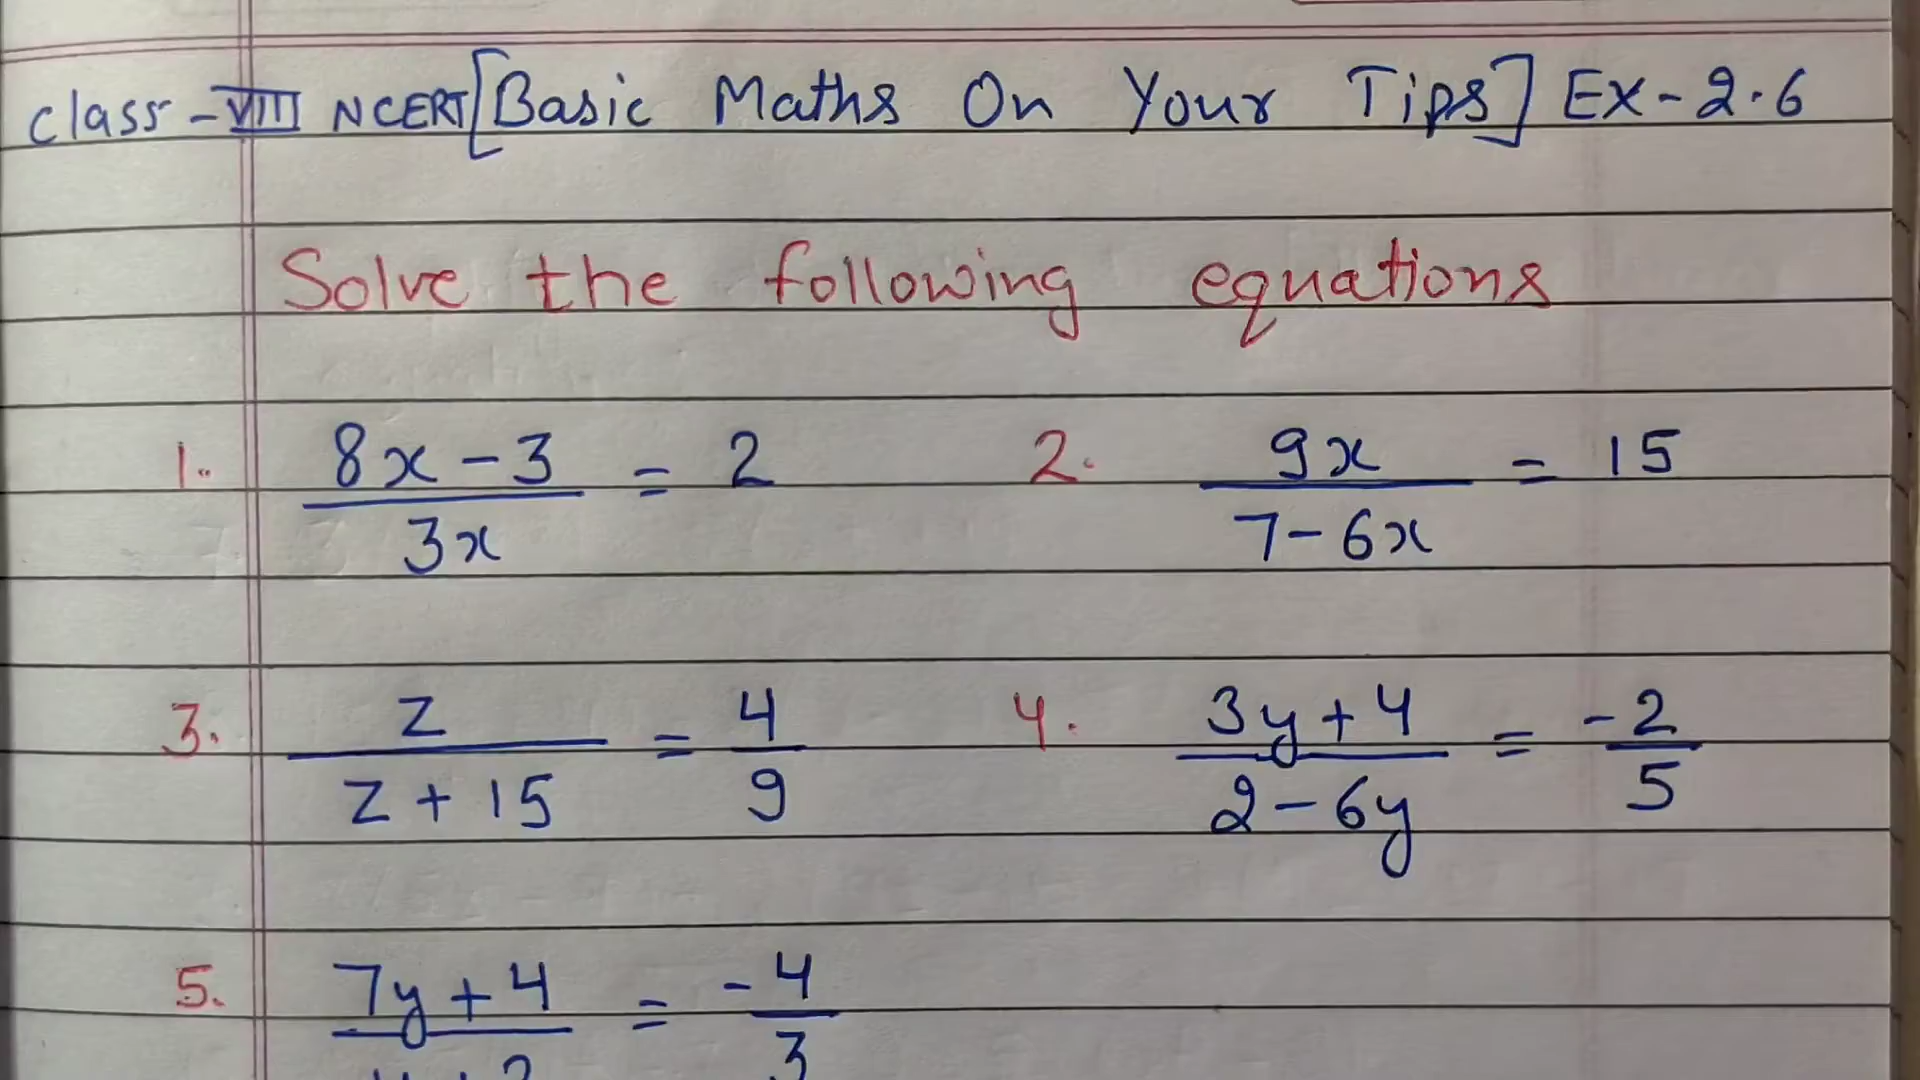 Class - VIII NCERT [Basic Maths On Your Tips] Ex - 2.6
Solve the following equations
1. (8x - 3)/(3x) = 2 2. (9x)/(7 - 6x) = 15
3. z/(z + 15) = 4/9 4. (3y + 4)/(2 - 6y) = -2/5
5. (7y + 4)/(y + 2) = -4/3